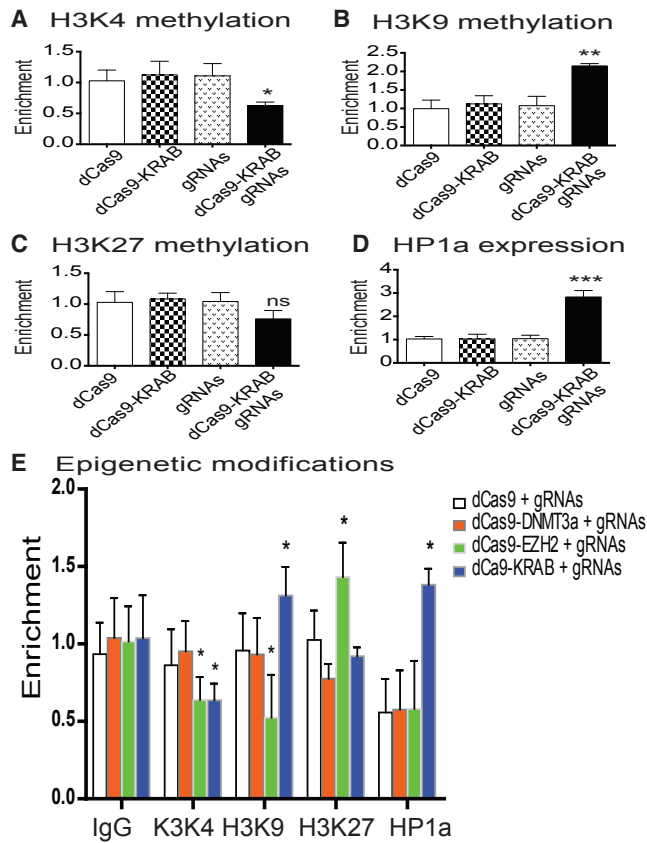 A H3K4 methylation
Enrichment
1.5
1.0
0.5
0.0
*
dCas9
dCas9-KRAB
gRNAs
dCas9-KRAB
gRNAs
B H3K9 methylation
Enrichment
2.5
2.0
1.5
1.0
0.5
0.0
**
dCas9
dCas9-KRAB
gRNAs
dCas9-KRAB
gRNAs
C H3K27 methylation
Enrichment
1.5
1.0
0.5
0.0
ns
dCas9
dCas9-KRAB
gRNAs
dCas9-KRAB
gRNAs
D HP1a expression
Enrichment
4
3
2
1
0
***
dCas9
dCas9-KRAB
gRNAs
dCas9-KRAB
gRNAs
E Epigenetic modifications
Enrichment
2.0
1.5
1.0
0.5
0.0
* * * * * *
IgG K3K4 H3K9 H3K27 HP1a
dCas9 + gRNAs
dCas9-DNMT3a + gRNAs
dCas9-EZH2 + gRNAs
dCa9-KRAB + gRNAs